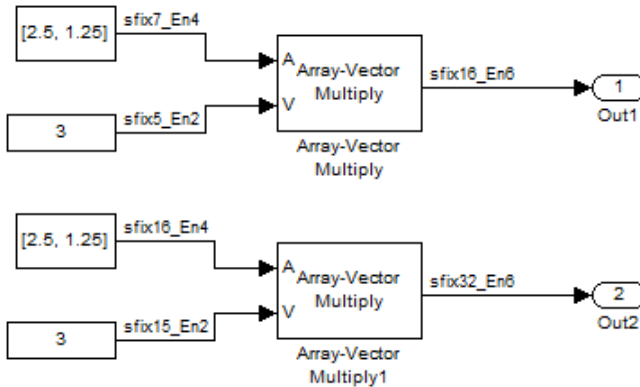 [2.5, 1.25]
sfix7_En4
3
sfix5_En2
A
V
Array-Vector
Multiply
Array-Vector
Multiply
sfix16_En6
1
Out1
[2.5, 1.25]
sfix16_En4
3
sfix15_En2
A
V
Array-Vector
Multiply
Array-Vector
Multiply1
sfix32_En6
2
Out2